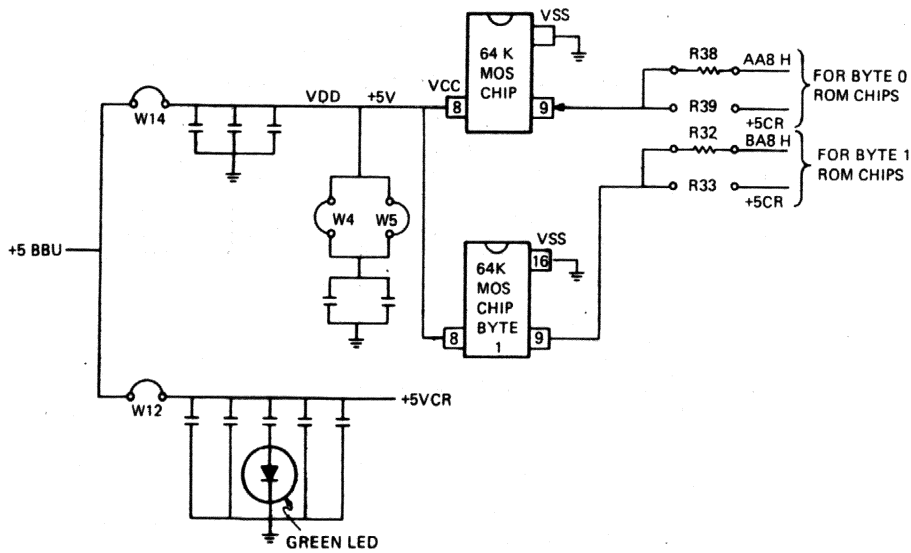 VSS
64 K
MOS
CHIP
VCC
8
9
VDD
+5V
W14
R38
AA8 H
R39
+5CR
FOR BYTE 0
ROM CHIPS
R32
BA8 H
R33
+5CR
FOR BYTE 1
ROM CHIPS
W4
W5
+5 BBU
VSS
16
64K
MOS
CHIP
BYTE
1
8
9
W12
+5VCR
GREEN LED